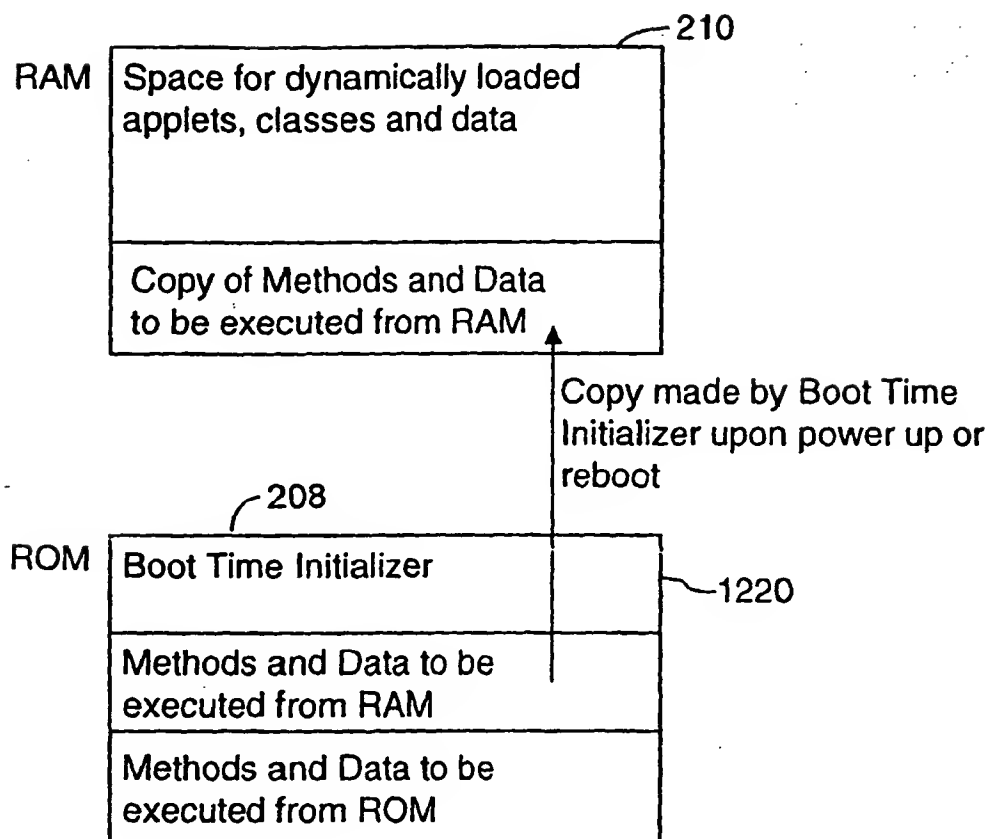 210
RAM
Space for dynamically loaded
applets, classes and data
Copy of Methods and Data
to be executed from RAM
Copy made by Boot Time
Initializer upon power up or
reboot
208
ROM
Boot Time Initializer
1220
Methods and Data to be
executed from RAM
Methods and Data to be
executed from ROM